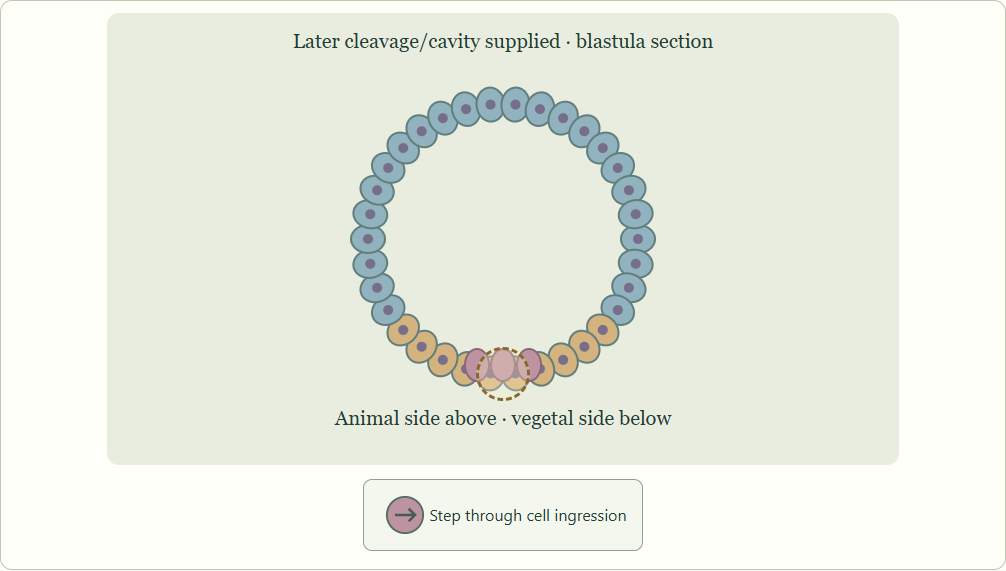 Later cleavage/cavity supplied · blastula section
Animal side above · vegetal side below
Step through cell ingression